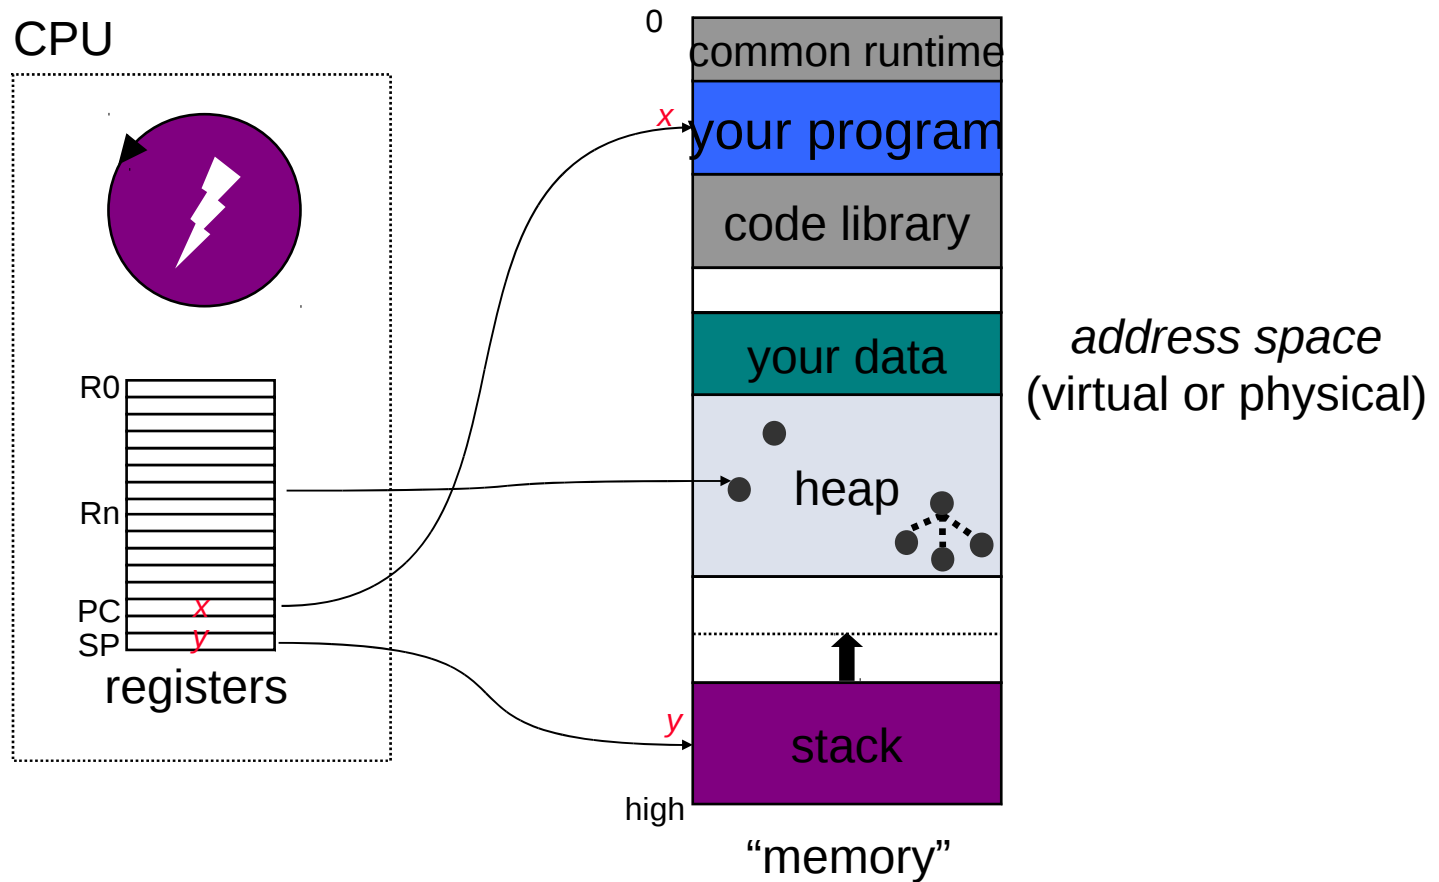 CPU
R0
Rn
PC
x
SP
y
registers
0
common runtime
x
your program
code library
your data
heap
y
stack
high
“memory”
address space
(virtual or physical)